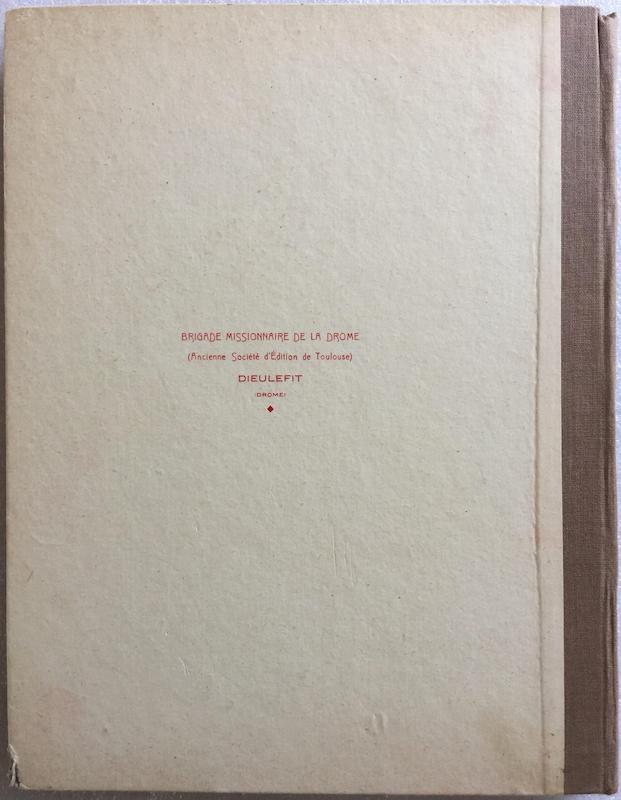 BRIGADE MISSIONNAIRE DE LA DROME
(Ancienne Société d'Édition de Toulouse)
DIEULEFIT
(DROME)